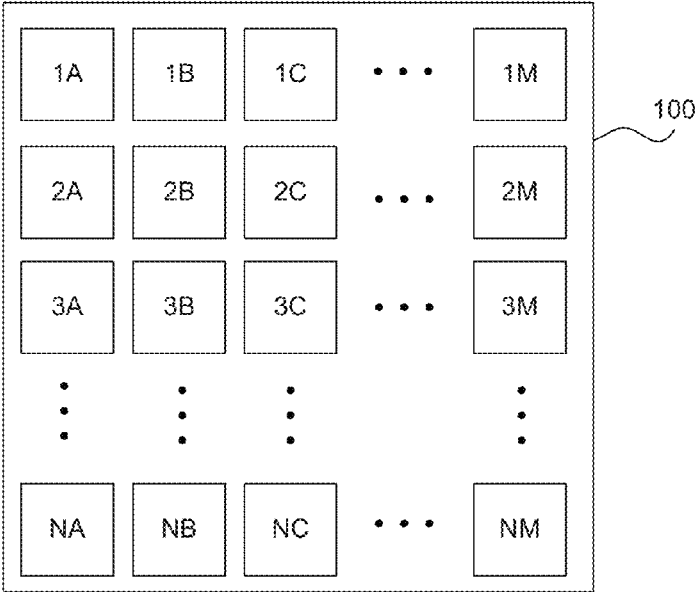 1A 1B 1C • • • 1M
100
2A 2B 2C • • • 2M
3A 3B 3C • • • 3M
NA NB NC • • • NM